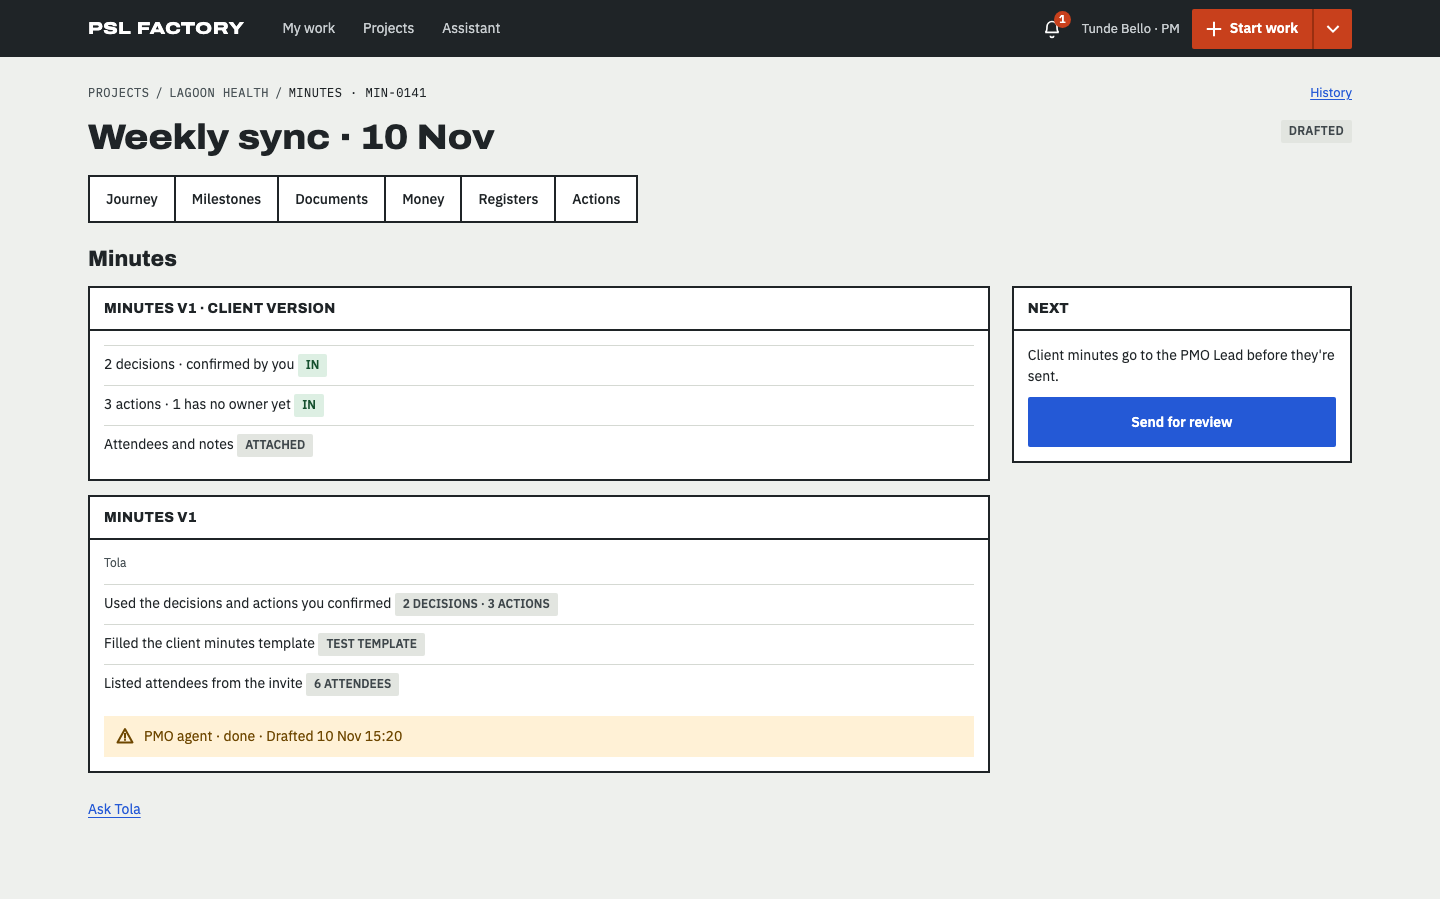 PSL FACTORY
My work
Projects
Assistant
1
Tunde Bello · PM
Start work
PROJECTS / LAGOON HEALTH / MINUTES · MIN-0141
History
Weekly sync · 10 Nov
DRAFTED
Journey
Milestones
Documents
Money
Registers
Actions
Minutes
MINUTES V1 · CLIENT VERSION
2 decisions · confirmed by you IN
3 actions · 1 has no owner yet IN
Attendees and notes ATTACHED
NEXT
Client minutes go to the PMO Lead before they're
sent.
Send for review
MINUTES V1
Tola
Used the decisions and actions you confirmed 2 DECISIONS · 3 ACTIONS
Filled the client minutes template TEST TEMPLATE
Listed attendees from the invite 6 ATTENDEES
PMO agent · done · Drafted 10 Nov 15:20
Ask Tola